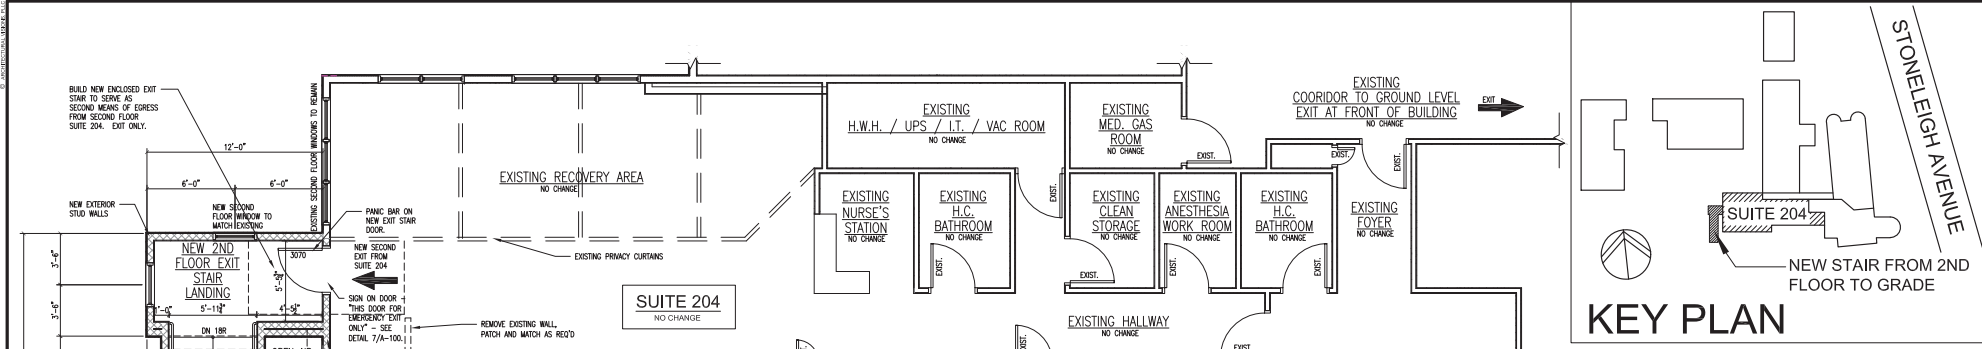 © ARCHITECTURAL VISIONS, PLLC
BUILD NEW ENCLOSED EXIT
STAIR TO SERVE AS
SECOND MEANS OF EGRESS
FROM SECOND FLOOR
SUITE 204. EXIT ONLY.
12'-0"
6'-0"
6'-0"
NEW EXTERIOR
STUD WALLS
NEW SECOND
FLOOR WINDOW TO
MATCH EXISTING
EXISTING SECOND FLOOR WINDOWS TO REMAIN
PANIC BAR ON
NEW EXIT STAIR
DOOR.
NEW SECOND
EXIT FROM
SUITE 204
3070
NEW 2ND
FLOOR EXIT
STAIR
LANDING
3'-6"
3'-6"
5'-11
4'-5
DN 18R
SIGN ON DOOR -
"THIS DOOR FOR
EMERGENCY EXIT
ONLY" - SEE
DETAIL 7/A-100.
EXISTING RECOVERY AREA
NO CHANGE
EXISTING PRIVACY CURTAINS
REMOVE EXISTING WALL,
PATCH AND MATCH AS REQ'D
SUITE 204
NO CHANGE
EXISTING
H.W.H. / UPS / I.T. / VAC ROOM
NO CHANGE
EXISTING
MED. GAS
ROOM
NO CHANGE
EXIST.
EXISTING
COORIDOR TO GROUND LEVEL
EXIT AT FRONT OF BUILDING
NO CHANGE
EXIT
EXIST.
EXISTING
NURSE'S
STATION
NO CHANGE
EXISTING
H.C.
BATHROOM
NO CHANGE
EXIST.
EXIST.
EXISTING
CLEAN
STORAGE
NO CHANGE
EXIST.
EXISTING
ANESTHESIA
WORK ROOM
NO CHANGE
EXIST.
EXISTING
H.C.
BATHROOM
NO CHANGE
EXIST.
EXIST.
EXISTING
FOYER
NO CHANGE
EXISTING HALLWAY
NO CHANGE
EXIST.
EXIST.
STONELEIGH AVENUE
SUITE 204
NEW STAIR FROM 2ND
FLOOR TO GRADE
KEY PLAN